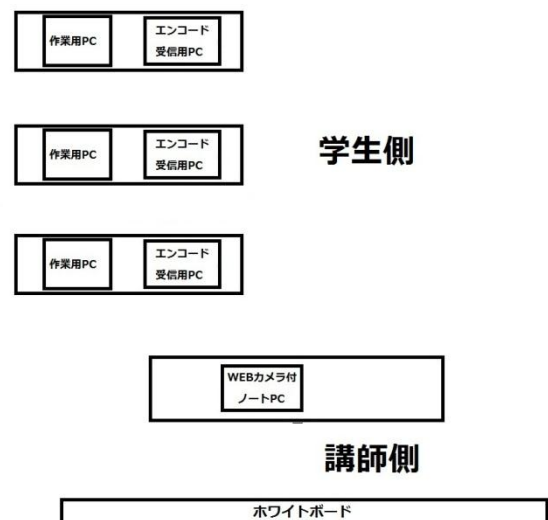 作業用PC
エンコード
受信用PC
作業用PC
エンコード
受信用PC
学生側
作業用PC
エンコード
受信用PC
WEBカメラ付
ノートPC
講師側
ホワイトボード